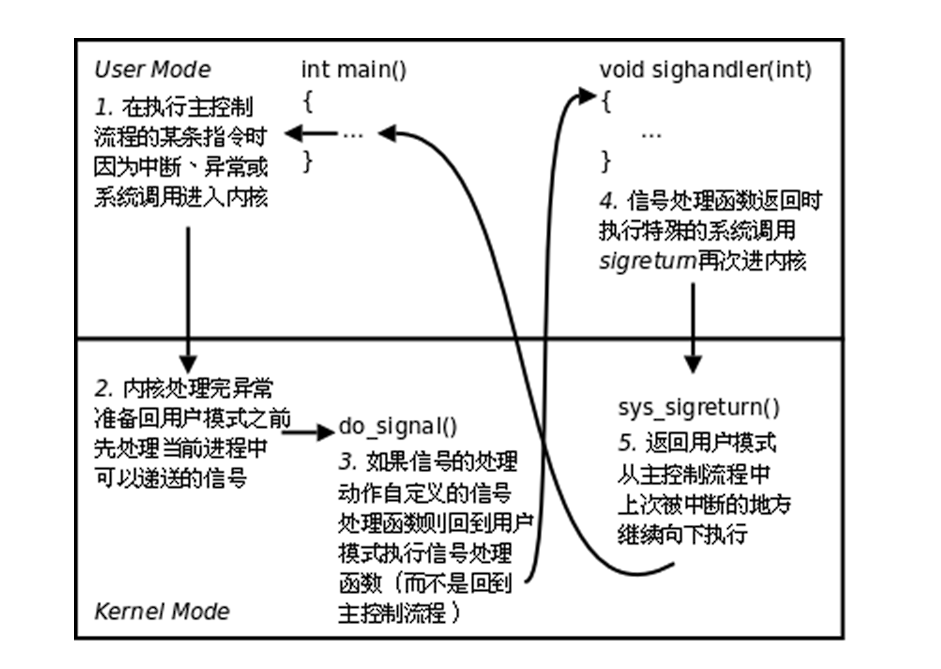 User Mode
1. 在执行主控制
流程的某条指令时
因为中断、异常或
系统调用进入内核
int main()
{
...
}
void sighandler(int)
{
...
}
4. 信号处理函数返回时
执行特殊的系统调用
sigreturn再次进内核
2. 内核处理完异常
准备回用户模式之前
先处理当前进程中
可以递送的信号
do_signal()
3. 如果信号的处理
动作自定义的信号
处理函数则回到用户
模式执行信号处理
函数（而不是回到
主控制流程）
sys_sigreturn()
5. 返回用户模式
从主控制流程中
上次被中断的地方
继续向下执行
Kernel Mode